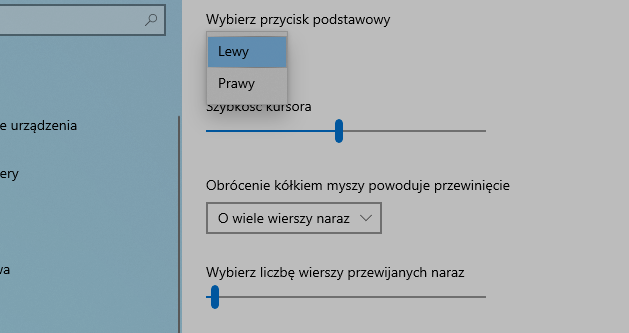 Wybierz przycisk podstawowy
Lewy
Prawy
Szybkość kursora
e urządzenia
ery
Obrócenie kółkiem myszy powoduje przewinięcie
O wiele wierszy naraz
wa
Wybierz liczbę wierszy przewijanych naraz